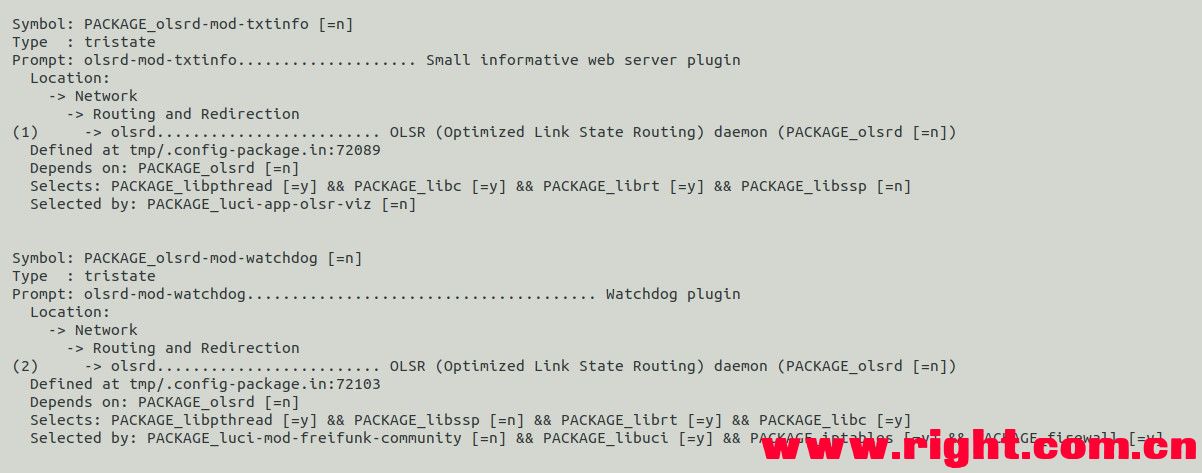 Symbol: PACKAGE_olsrd-mod-txtinfo [=n]
Type  : tristate
Prompt: olsrd-mod-txtinfo.................... Small informative web server plugin
  Location:
    -> Network
      -> Routing and Redirection
(1)     -> olsrd......................... OLSR (Optimized Link State Routing) daemon (PACKAGE_olsrd [=n])
  Defined at tmp/.config-package.in:72089
  Depends on: PACKAGE_olsrd [=n]
  Selects: PACKAGE_libpthread [=y] && PACKAGE_libc [=y] && PACKAGE_librt [=y] && PACKAGE_libssp [=n]
  Selected by: PACKAGE_luci-app-olsr-viz [=n]
Symbol: PACKAGE_olsrd-mod-watchdog [=n]
Type  : tristate
Prompt: olsrd-mod-watchdog....................................... Watchdog plugin
  Location:
    -> Network
      -> Routing and Redirection
(2)     -> olsrd......................... OLSR (Optimized Link State Routing) daemon (PACKAGE_olsrd [=n])
  Defined at tmp/.config-package.in:72103
  Depends on: PACKAGE_olsrd [=n]
  Selects: PACKAGE_libpthread [=y] && PACKAGE_libssp [=n] && PACKAGE_librt [=y] && PACKAGE_libc [=y]
  Selected by: PACKAGE_luci-mod-freifunk-community [=n] && PACKAGE_libuci [=y] && PACKAGE_iptables [=y] && PACKAGE_firewall [=y]
www.right.com.cn